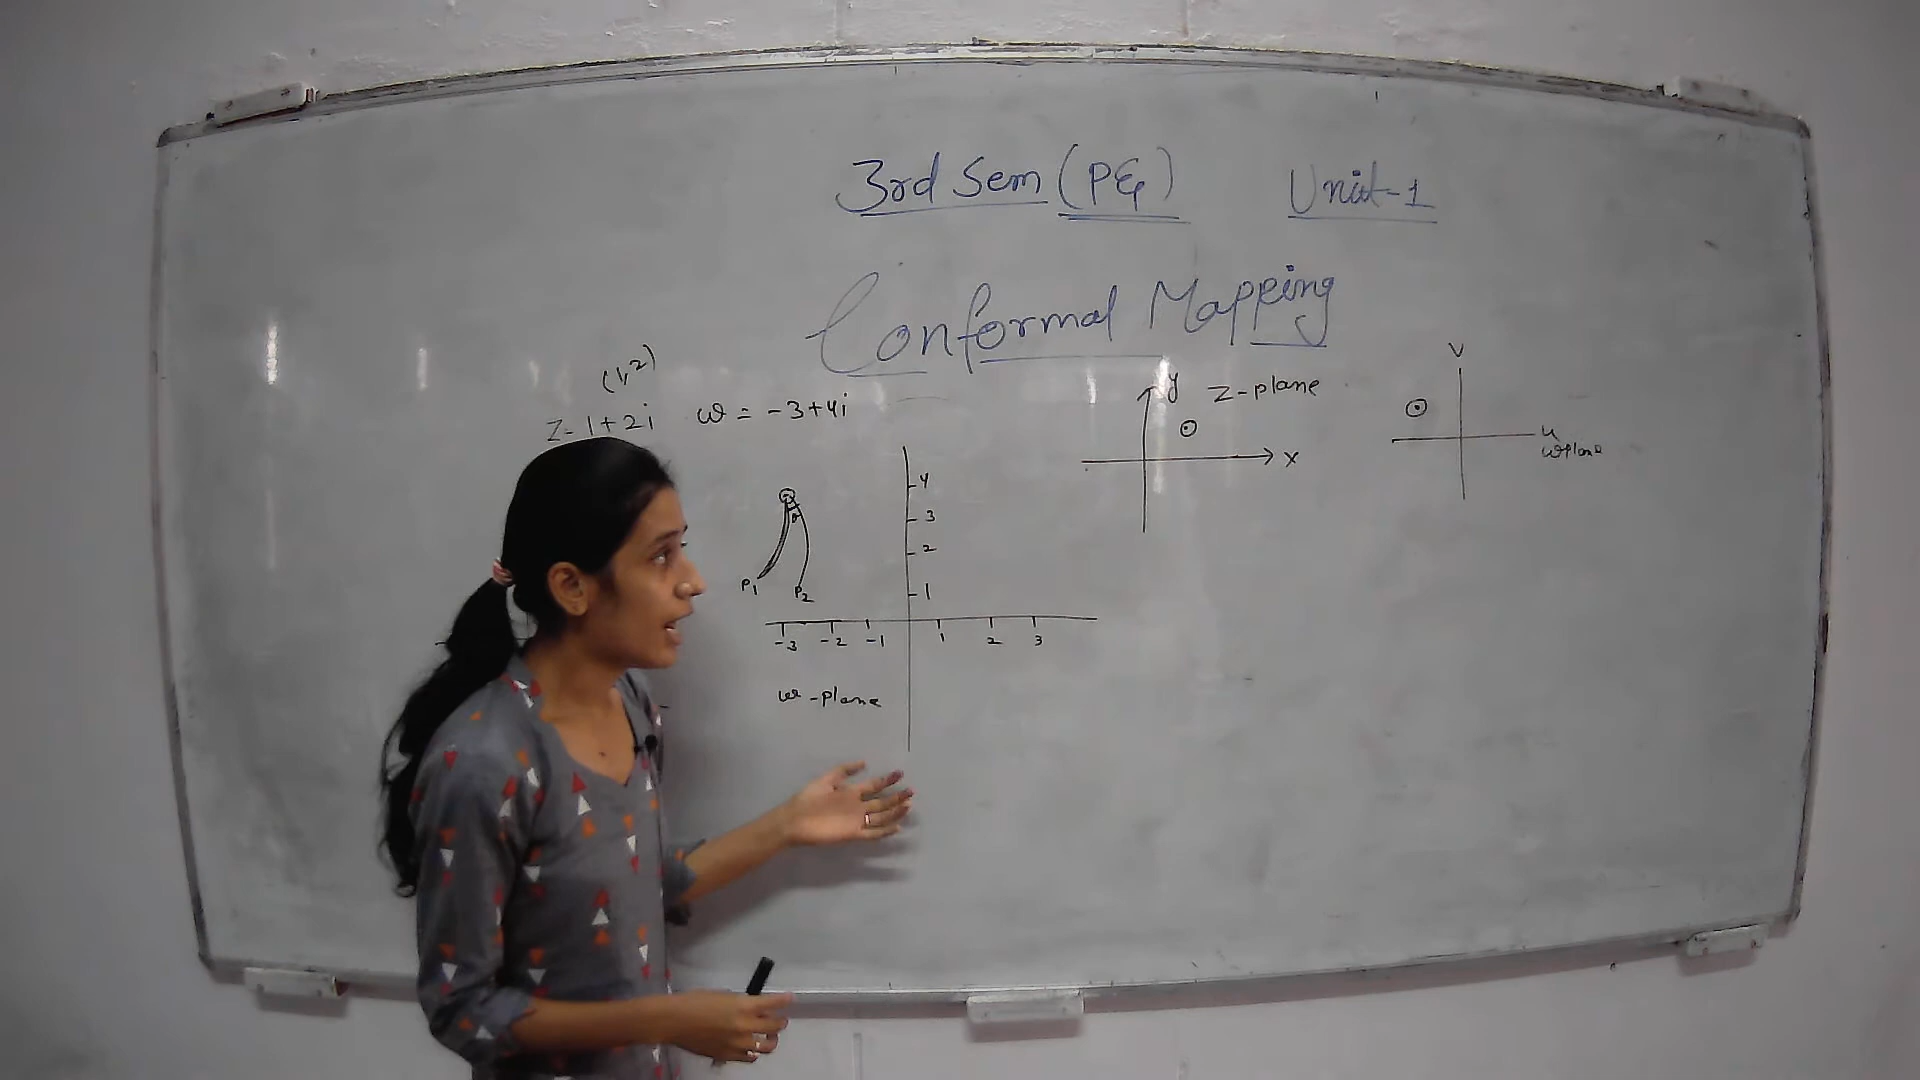 3rd Sem (PE) Unit-1
Conformal Mapping
(1,2)
Z=1+2i w = -3+4i
y Z-plane
x
v
u
w plane
4
3
2
1
P1 P2
-3 -2 -1 1 2 3
w-plane